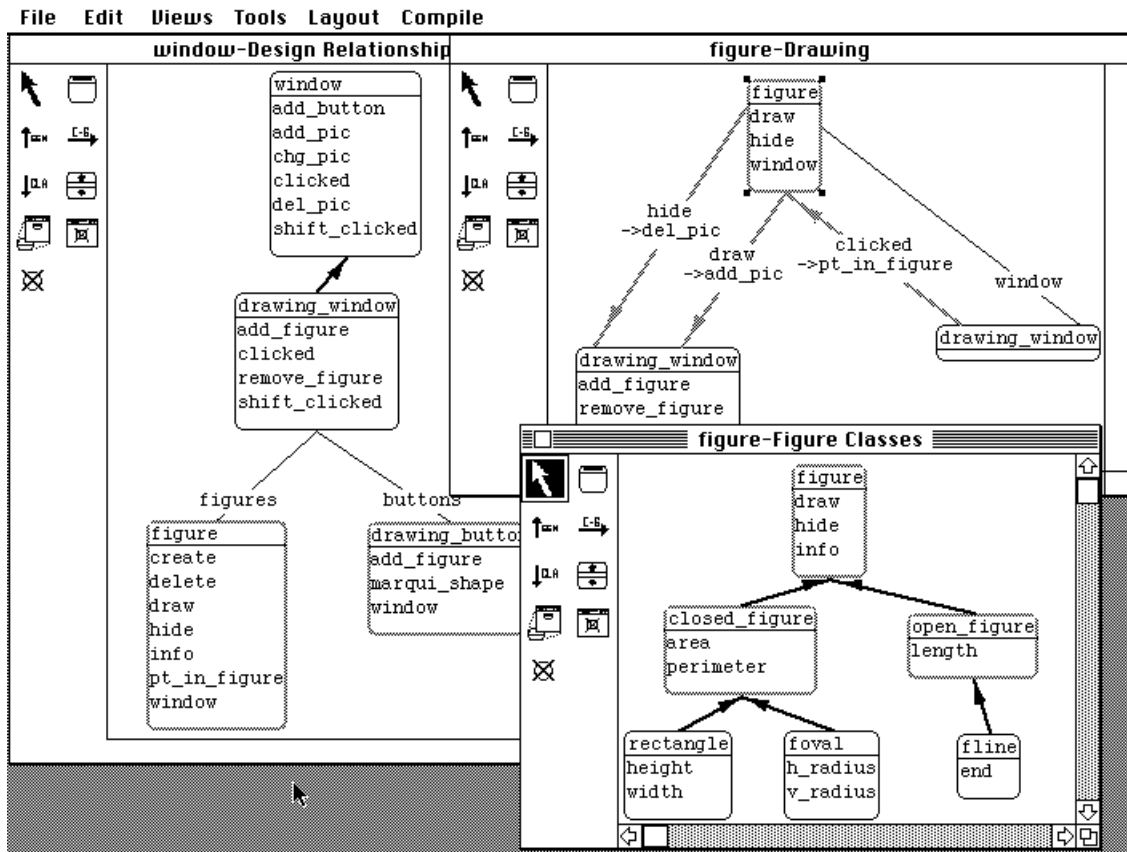 File Edit Views Tools Layout Compile
window-Design Relationship
window
add_button
add_pic
chg_pic
clicked
del_pic
shift_clicked
drawing_window
add_figure
clicked
remove_figure
shift_clicked
figures
buttons
figure
create
delete
draw
hide
info
pt_in_figure
window
drawing_butto
add_figure
marqui_shape
window
figure-Drawing
figure
draw
hide
window
hide
->del_pic
draw
->add_pic
clicked
->pt_in_figure
window
drawing_window
drawing_window
add_figure
remove_figure
figure-Figure Classes
figure
draw
hide
info
closed_figure
area
perimeter
open_figure
length
rectangle
height
width
foval
h_radius
v_radius
fline
end